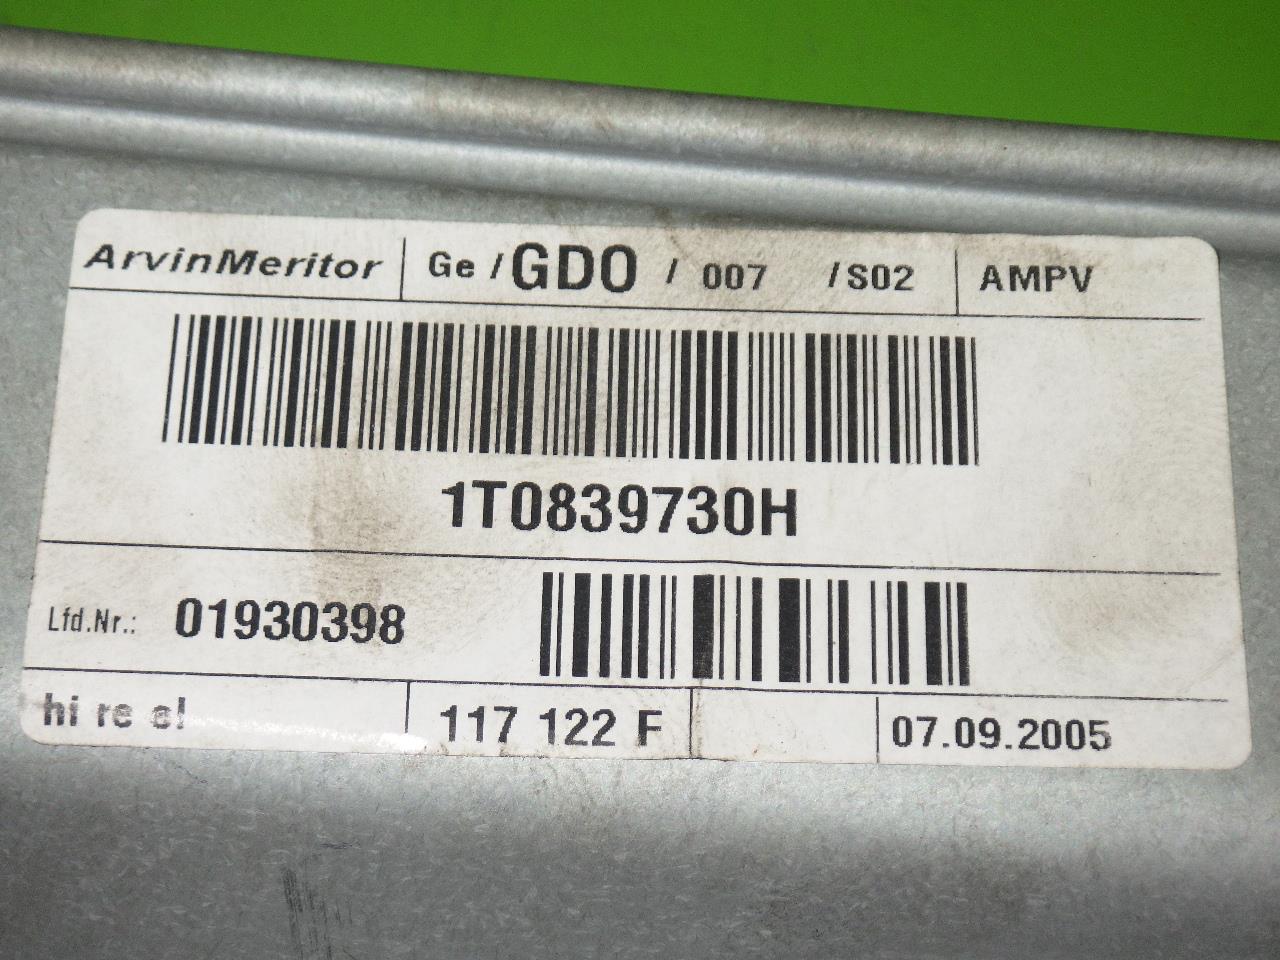 ArvinMeritor Ge / GDO / 007 / S02 AMPV
1T0839730H
Lfd.Nr.: 01930398
hi re el 117 122 F 07.09.2005